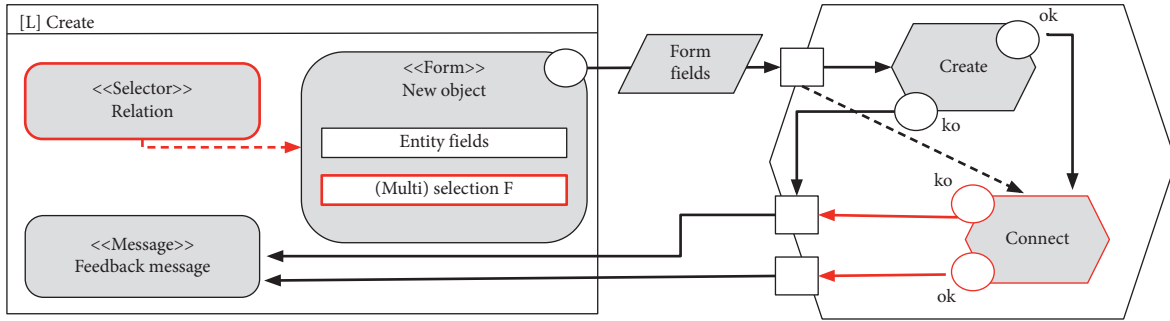 [L] Create
<<Selector>>
Relation
<<Form>>
New object
Entity fields
(Multi) selection F
<<Message>>
Feedback message
Form
fields
Create
ok
ko
ko
Connect
ok